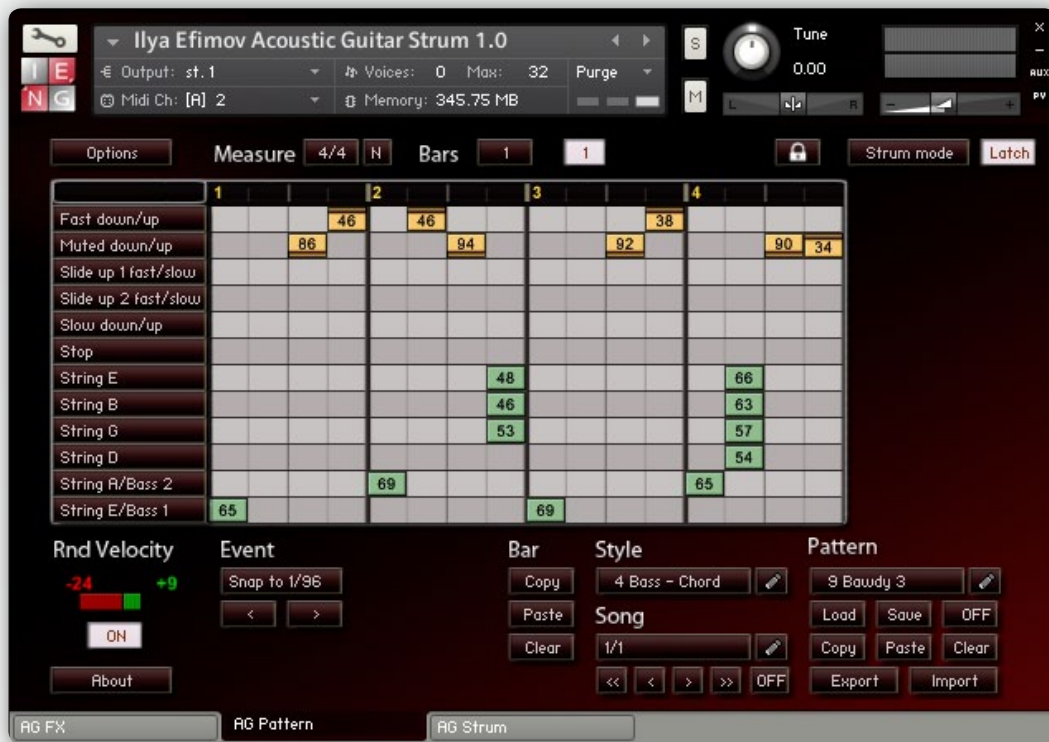 Ilya Efimov Acoustic Guitar Strum 1.0
S
Tune
0.00
X
-
AUX
PV
I E,
N G
Output: st.1
Voices: 0 Max: 32
Purge
Midi Ch: [A] 2
Memory: 345.75 MB
M
L
R
- +
Options
Measure 4/4 N
Bars 1
1
Strum mode
Latch
1 2 3 4
Fast down/up 46 46 38
Muted down/up 86 94 92 90 34
Slide up 1 fast/slow
Slide up 2 fast/slow
Slow down/up
Stop
String E 48 66
String B 46 63
String G 53 57
String D 54
String A/Bass 2 69 65
String E/Bass 1 65 69
Rnd Velocity
Event
Bar
Style
Pattern
-24 +9
Snap to 1/96
Copy
4 Bass - Chord
9 Bawdy 3
< >
Paste
Song
Load Save OFF
ON
Clear
1/1
Copy Paste Clear
About
<< < > >> OFF
Export Import
AG FX
AG Pattern
AG Strum